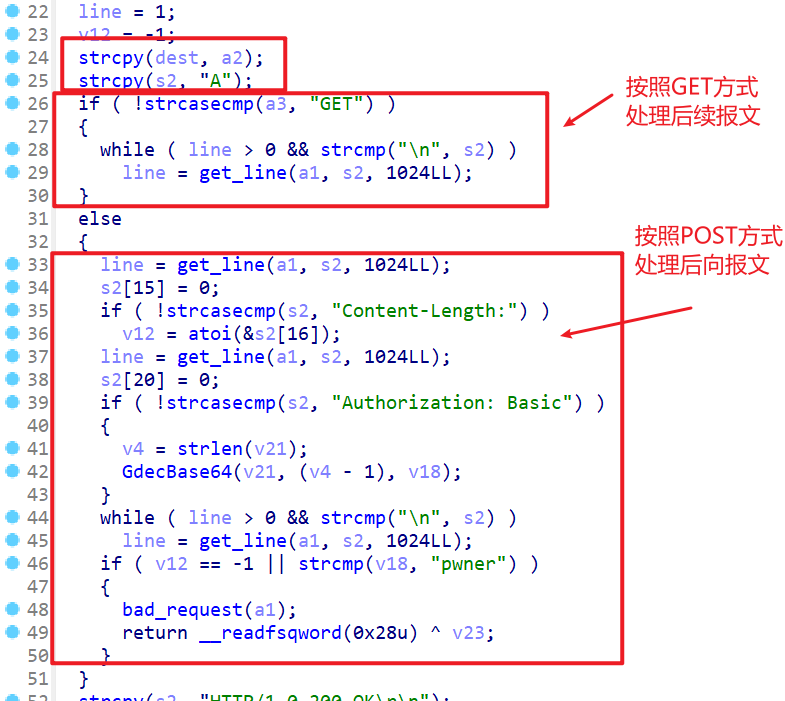 22 line = 1;
23 v12 = -1;
24 strcpy(dest, a2);
25 strcpy(s2, "A");
26 if ( !strcasecmp(a3, "GET") )
27 {
28 while ( line > 0 && strcmp("\n", s2) )
29 line = get_line(a1, s2, 1024LL);
30 }
31 else
32 {
33 line = get_line(a1, s2, 1024LL);
34 s2[15] = 0;
35 if ( !strcasecmp(s2, "Content-Length:") )
36 v12 = atoi(&s2[16]);
37 line = get_line(a1, s2, 1024LL);
38 s2[20] = 0;
39 if ( !strcasecmp(s2, "Authorization: Basic") )
40 {
41 v4 = strlen(v21);
42 GdecBase64(v21, (v4 - 1), v18);
43 }
44 while ( line > 0 && strcmp("\n", s2) )
45 line = get_line(a1, s2, 1024LL);
46 if ( v12 == -1 || strcmp(v18, "pwner") )
47 {
48 bad_request(a1);
49 return __readfsqword(0x28u) ^ v23;
50 }
51 }
52 strcpy(s2, "HTTP/1.0 200 OK\n\n");
按照GET方式
处理后续报文
按照POST方式
处理后向报文